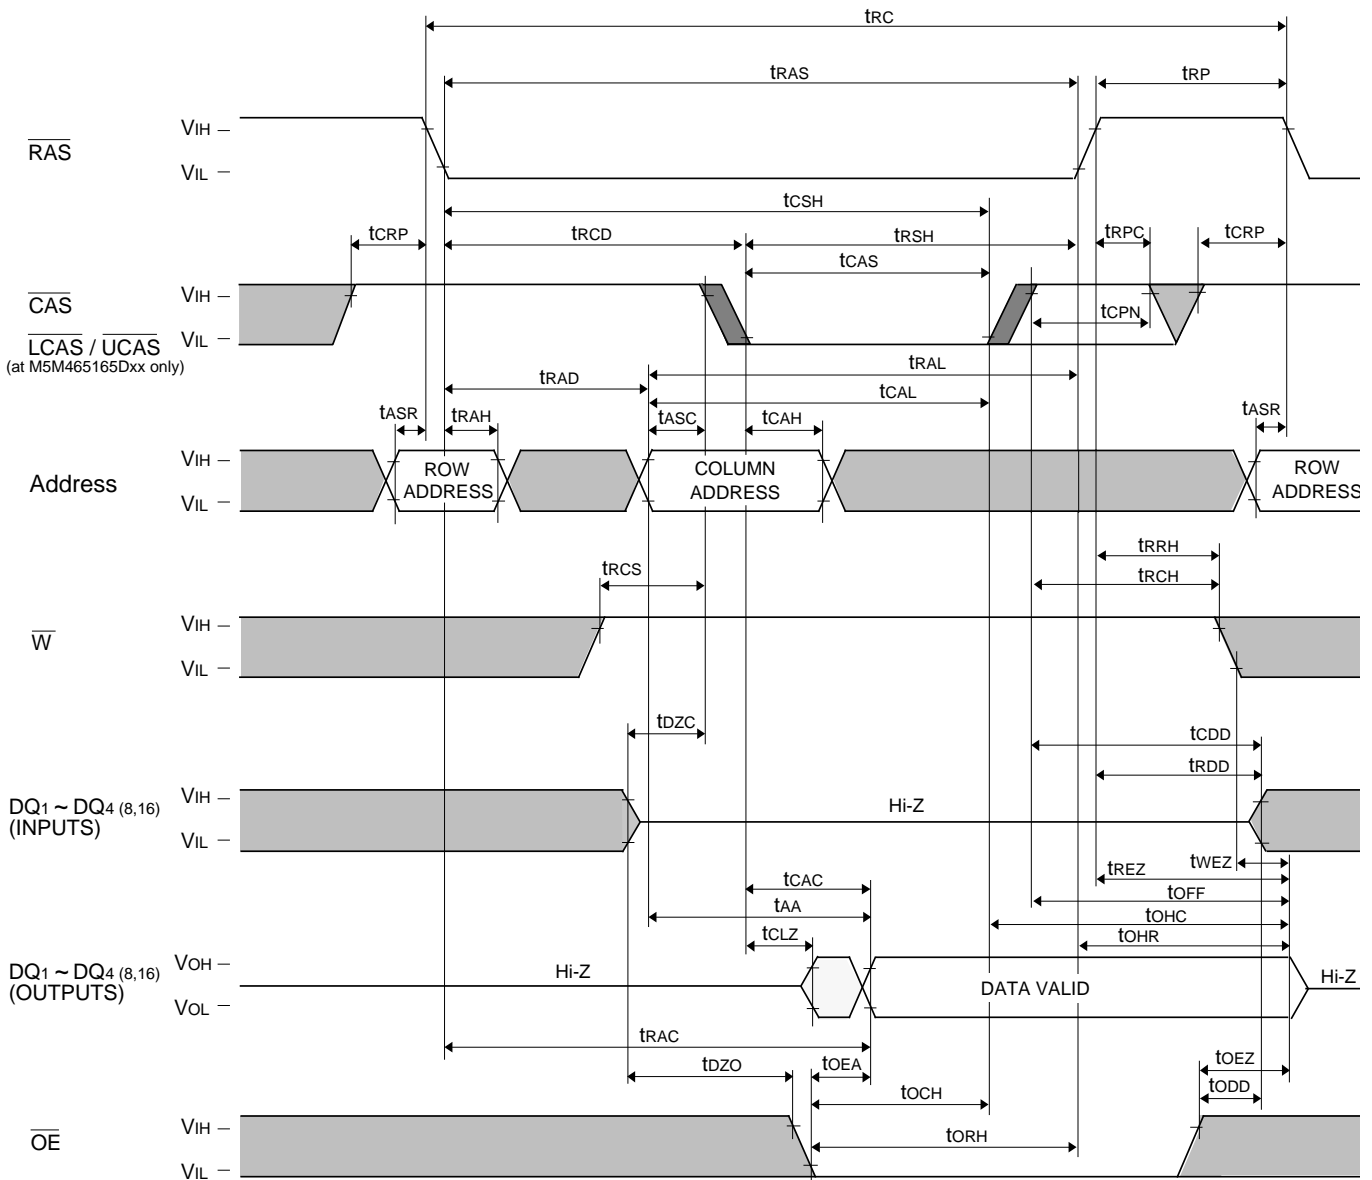 tRC
tRAS
tRP
RAS
VIH
VIL
tCSH
tCRP
tRCD
tRSH
tRPC
tCRP
tCAS
CAS
VIH
tCPN
LCAS / UCAS
VIL
(at M5M465165Dxx only)
tRAL
tRAD
tCAL
tASR
tRAH
tASC
tCAH
tASR
Address
VIH
VIL
ROW
ADDRESS
COLUMN
ADDRESS
ROW
ADDRESS
tRRH
tRCS
tRCH
W
VIH
VIL
tDZC
tCDD
tRDD
DQ1 ~ DQ4 (8,16)
(INPUTS)
VIH
VIL
Hi-Z
tWEZ
tREZ
tCAC
tOFF
tAA
tOHC
tCLZ
tOHR
DQ1 ~ DQ4 (8,16)
(OUTPUTS)
VOH
VOL
Hi-Z
DATA VALID
Hi-Z
tRAC
tDZO
tOEA
tOEZ
tOCH
tODD
OE
VIH
VIL
tORH